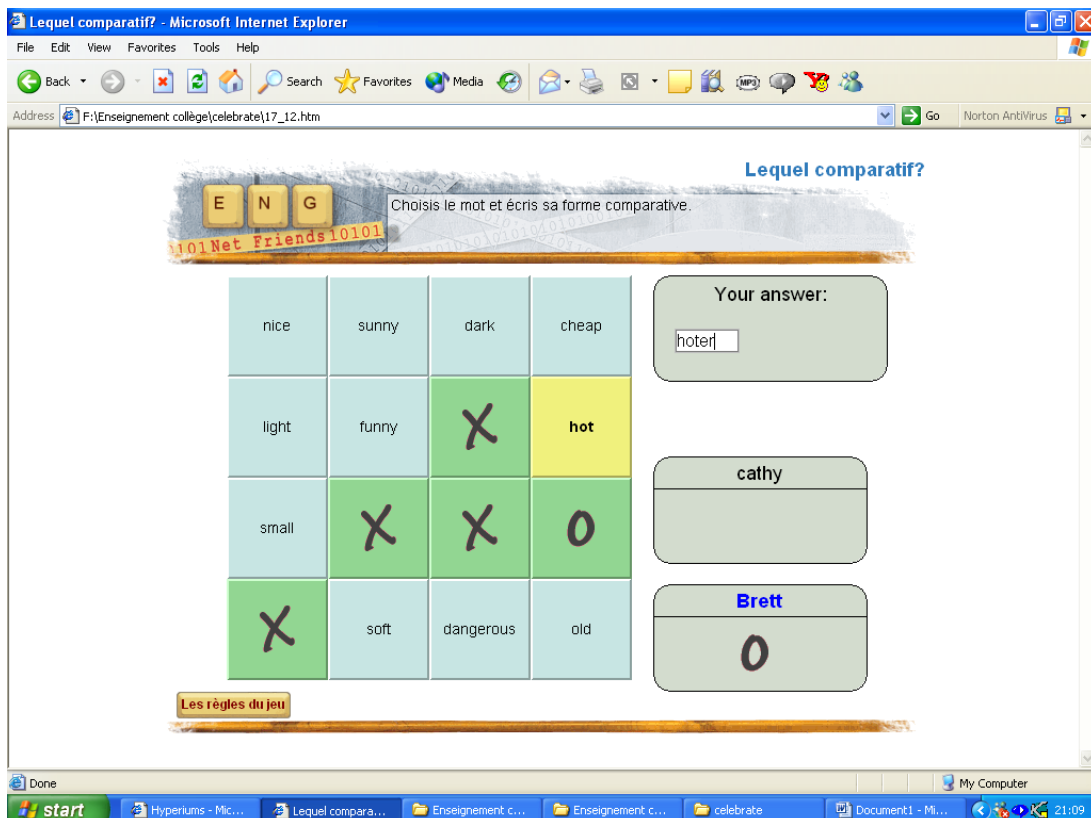 Lequel comparatif? - Microsoft Internet Explorer
File Edit View Favorites Tools Help
Back Search Favorites Media MP3
Address F:\Enseignement collège\celebrate\17_12.htm Go Norton AntiVirus
Lequel comparatif?
E N G
Choisis le mot et écris sa forme comparative.
1101Net Friends10101
nice sunny dark cheap
Your answer:
hoter
light funny X hot
cathy
small X X O
Brett
X soft dangerous old
O
Les règles du jeu
Done My Computer
start Hyperiums - Mic... Lequel compara... Enseignement c... Enseignement c... celebrate Document1 - Mi... 21:09